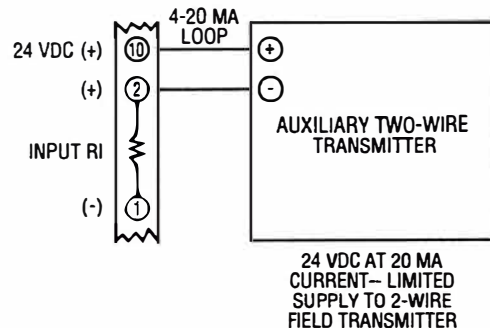 4-20 MA
LOOP
24 VDC (+) 10 +
(+) 2 -
INPUT RI
(-) 1
AUXILIARY TWO-WIRE
TRANSMITTER
24 VDC AT 20 MA
CURRENT-- LIMITED
SUPPLY TO 2-WIRE
FIELD TRANSMITTER